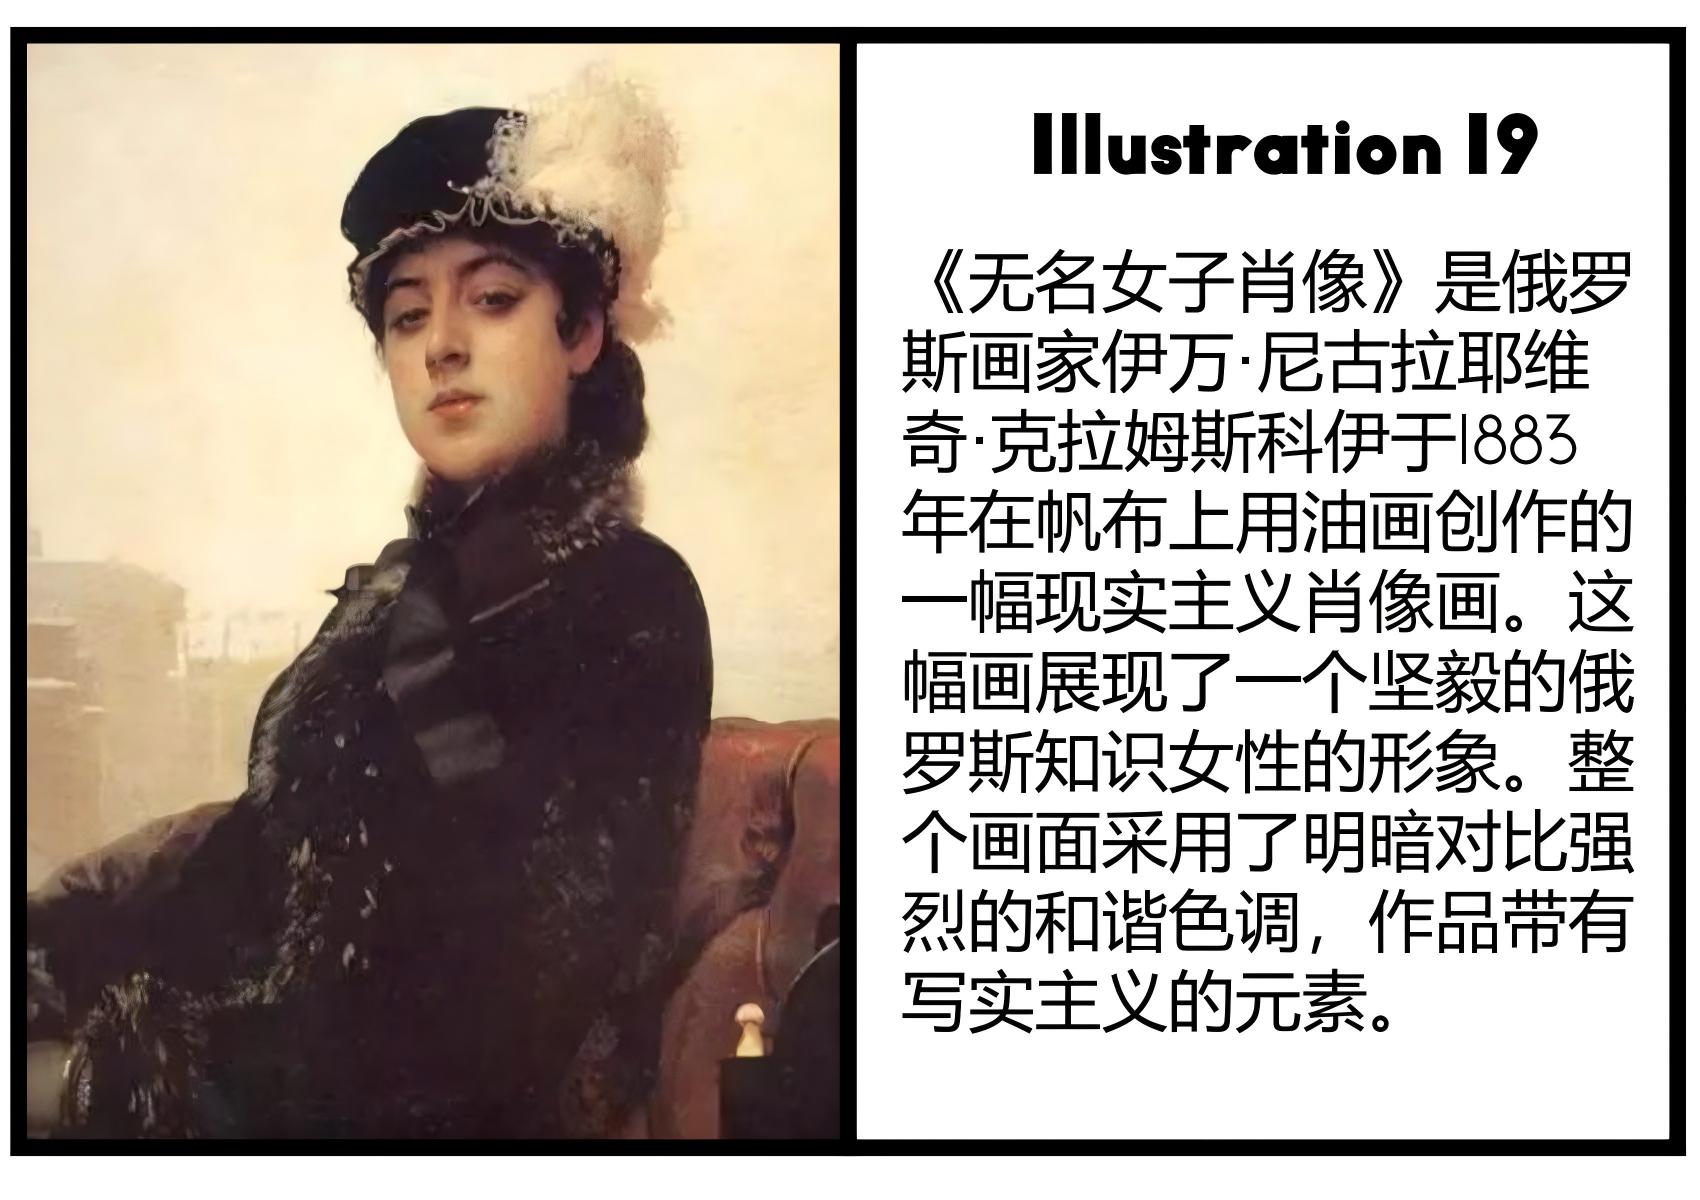 Illustration 19
《无名女子肖像》是俄罗
斯画家伊万·尼古拉耶维
奇·克拉姆斯科伊于1883
年在帆布上用油画创作的
一幅现实主义肖像画。这
幅画展现了一个坚毅的俄
罗斯知识女性的形象。整
个画面采用了明暗对比强
烈的和谐色调，作品带有
写实主义的元素。